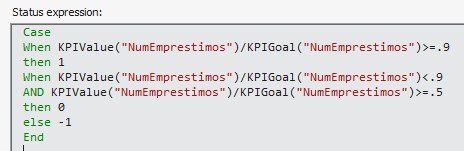 Status expression:
Case
When KPIValue("NumEmprestimos")/KPIGoal("NumEmprestimos")>=.9
then 1
When KPIValue("NumEmprestimos")/KPIGoal("NumEmprestimos")<.9
AND KPIValue("NumEmprestimos")/KPIGoal("NumEmprestimos")>=.5
then 0
else -1
End